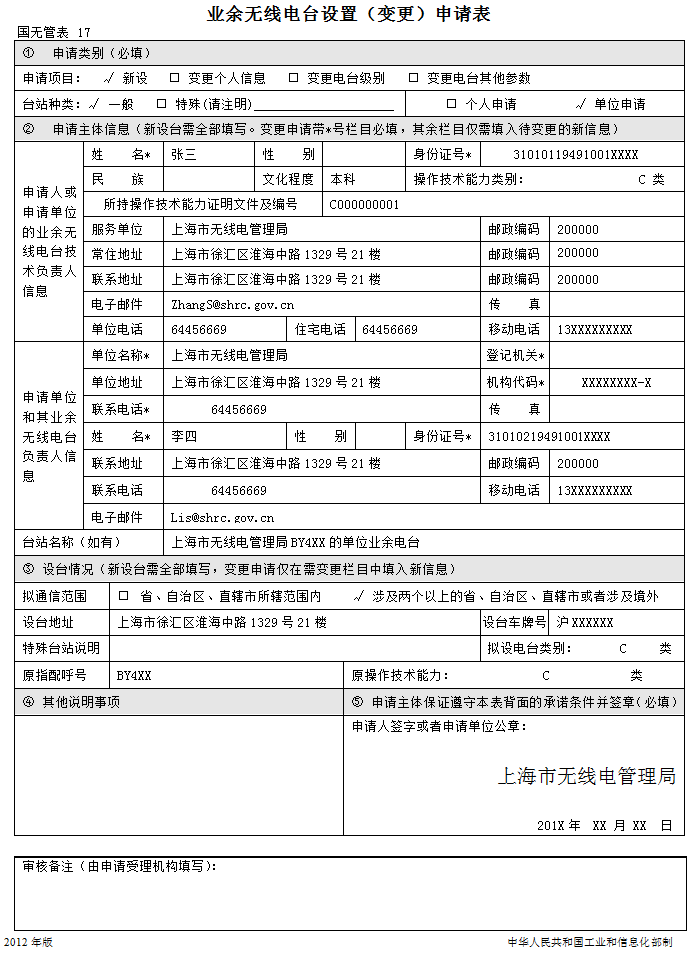 业余无线电台设置（变更）申请表
国无管表 17
① 申请类别（必填）
申请项目： √ 新设 □ 变更个人信息 □ 变更电台级别 □ 变更电台其他参数
台站种类：√ 一般 □ 特殊(请注明)____________________ □ 个人申请 √ 单位申请
② 申请主体信息（新设台需全部填写。变更申请带*号栏目必填，其余栏目仅需填入待变更的新信息）
申请人或申请单位的业余无线电台技术负责人信息
姓 名* 张三 性 别 身份证号* 31010119491001XXXX
民 族 文化程度 本科 操作技术能力类别： C 类
所持操作技术能力证明文件及编号 C000000001
服务单位 上海市无线电管理局 邮政编码 200000
常住地址 上海市徐汇区淮海中路 1329 号 21 楼 邮政编码 200000
联系地址 上海市徐汇区淮海中路 1329 号 21 楼 邮政编码 200000
电子邮件 ZhangS@shrc.gov.cn 传 真
单位电话 64456669 住宅电话 64456669 移动电话 13XXXXXXXXX
申请单位和其业余无线电台负责人信息
单位名称* 上海市无线电管理局 登记机关*
单位地址 上海市徐汇区淮海中路 1329 号 21 楼 机构代码* XXXXXXXX-X
联系电话* 64456669 传 真
姓 名* 李四 性 别 身份证号* 31010219491001XXXX
联系地址 上海市徐汇区淮海中路 1329 号 21 楼 邮政编码 200000
联系电话 64456669 移动电话 13XXXXXXXXX
电子邮件 Lis@shrc.gov.cn
台站名称（如有） 上海市无线电管理局 BY4XX 的单位业余电台
③ 设台情况（新设台需全部填写，变更申请仅在需变更栏目中填入新信息）
拟通信范围 □ 省、自治区、直辖市所辖范围内 √ 涉及两个以上的省、自治区、直辖市或者涉及境外
设台地址 上海市徐汇区淮海中路 1329 号 21 楼 设台车牌号 沪 XXXXXX
特殊台站说明 拟设电台类别： C 类
原指配呼号 BY4XX 原操作技术能力： C 类
④ 其他说明事项 ⑤ 申请主体保证遵守本表背面的承诺条件并签章（必填）
申请人签字或者申请单位公章：
上海市无线电管理局
201X 年 XX 月 XX 日
审核备注（由申请受理机构填写）：
2012 年版 中华人民共和国工业和信息化部制